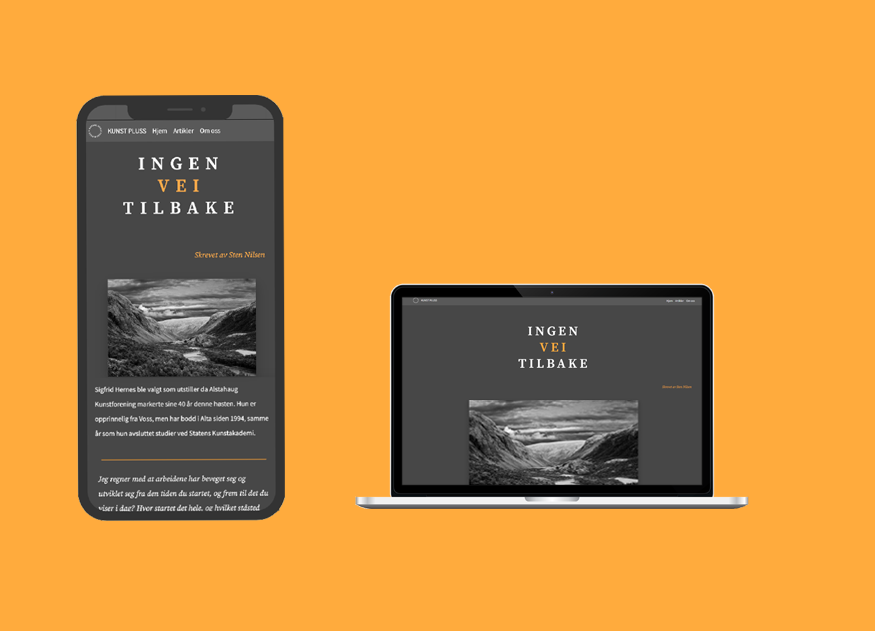 KUNST PLUSS Hjem Artikler Om oss
INGEN
VEI
TILBAKE
Skrevet av Sten Nilsen
Sigfrid Hernes ble valgt som utstiller da Alstahaug
Kunstforening markerte sine 40 år denne høsten. Hun er
opprinnelig fra Voss, men har bodd i Alta siden 1994, samme
år som hun avsluttet studier ved Statens Kunstakademi.
Jeg regner med at arbeidene har beveget seg og
utviklet seg fra den tiden du startet, og frem til det du
viser i dag? Hvor startet det hele, og hvilket ståsted
KUNST PLUSS Hjem Artikler Om oss
INGEN
VEI
TILBAKE
Skrevet av Sten Nilsen